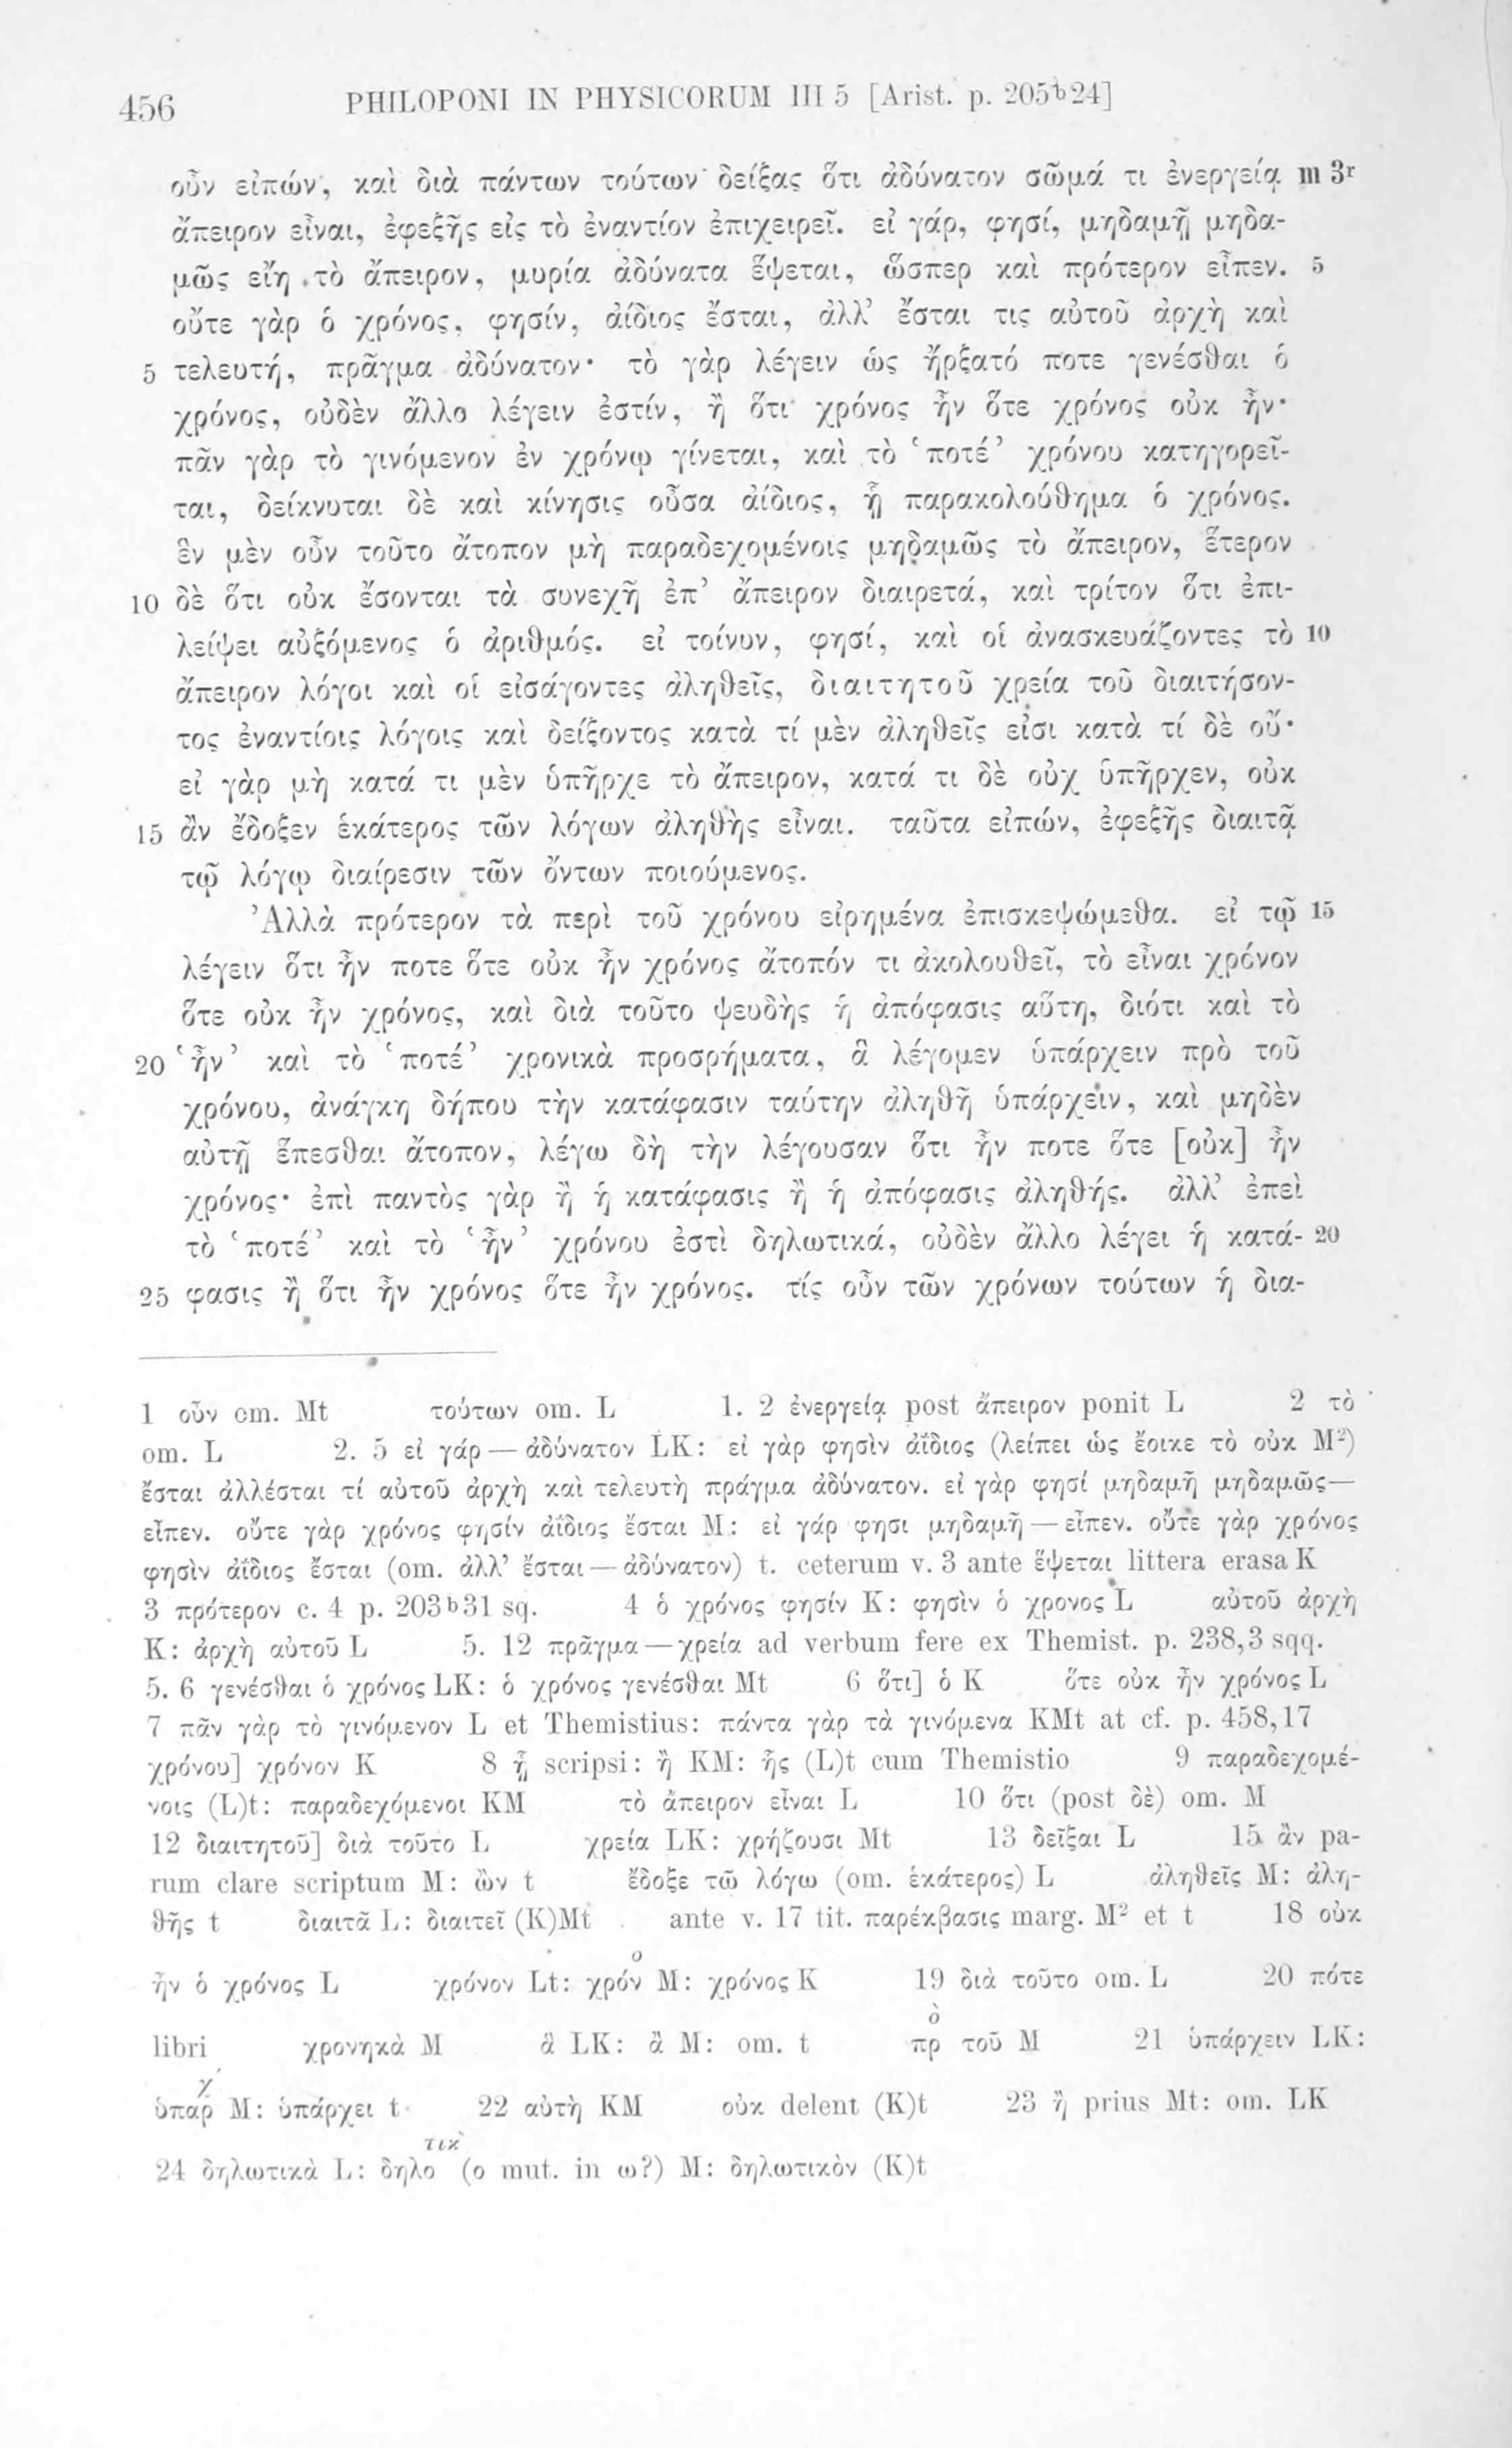 456 PHILOPONI IN PHYSICORUM III 5 [Arist. p. 205ᵇ24]
οὖν εἰπών, καὶ διὰ πάντων τούτων δείξας ὅτι ἀδύνατον σῶμά τι ἐνεργείᾳ m 3ʳ
ἄπειρον εἶναι, ἐφεξῆς εἰς τὸ ἐναντίον ἐπιχειρεῖ. εἰ γάρ, φησί, μηδαμῇ μηδα-
μῶς εἴη τὸ ἄπειρον, μυρία ἀδύνατα ἕψεται, ὥσπερ καὶ πρότερον εἶπεν. 5
οὔτε γὰρ ὁ χρόνος, φησίν, ἀίδιος ἔσται, ἀλλ’ ἔσται τις αὐτοῦ ἀρχὴ καὶ
5 τελευτή, πρᾶγμα ἀδύνατον· τὸ γὰρ λέγειν ὡς ἤρξατό ποτε γενέσθαι ὁ
χρόνος, οὐδὲν ἄλλο λέγειν ἐστίν, ἢ ὅτι χρόνος ἦν ὅτε χρόνος οὐκ ἦν·
πᾶν γὰρ τὸ γινόμενον ἐν χρόνῳ γίνεται, καὶ τὸ ‘ποτέ’ χρόνου κατηγορεῖ-
ται, δείκνυται δὲ καὶ κίνησις οὖσα ἀίδιος, ᾗ παρακολούθημα ὁ χρόνος.
ἓν μὲν οὖν τοῦτο ἄτοπον μὴ παραδεχομένοις μηδαμῶς τὸ ἄπειρον, ἕτερον
10 δὲ ὅτι οὐκ ἔσονται τὰ συνεχῆ ἐπ’ ἄπειρον διαιρετά, καὶ τρίτον ὅτι ἐπι-
λείψει αὐξόμενος ὁ ἀριθμός. εἰ τοίνυν, φησί, καὶ οἱ ἀνασκευάζοντες τὸ 10
ἄπειρον λόγοι καὶ οἱ εἰσάγοντες ἀληθεῖς, διαιτητοῦ χρεία τοῦ διαιτήσον-
τος ἐναντίοις λόγοις καὶ δείξοντος κατὰ τί μὲν ἀληθεῖς εἰσι κατὰ τί δὲ οὔ·
εἰ γὰρ μὴ κατά τι μὲν ὑπῆρχε τὸ ἄπειρον, κατά τι δὲ οὐχ ὑπῆρχεν, οὐκ
15 ἂν ἔδοξεν ἑκάτερος τῶν λόγων ἀληθὴς εἶναι. ταῦτα εἰπών, ἐφεξῆς διαιτᾷ
τῷ λόγῳ διαίρεσιν τῶν ὄντων ποιούμενος.
Ἀλλὰ πρότερον τὰ περὶ τοῦ χρόνου εἰρημένα ἐπισκεψώμεθα. εἰ τῷ 15
λέγειν ὅτι ἦν ποτε ὅτε οὐκ ἦν χρόνος ἄτοπόν τι ἀκολουθεῖ, τὸ εἶναι χρόνον
ὅτε οὐκ ἦν χρόνος, καὶ διὰ τοῦτο ψευδὴς ἡ ἀπόφασις αὕτη, διότι καὶ τὸ
20 ‘ἦν’ καὶ τὸ ‘ποτέ’ χρονικὰ προσρήματα, ἃ λέγομεν ὑπάρχειν πρὸ τοῦ
χρόνου, ἀνάγκη δήπου τὴν κατάφασιν ταύτην ἀληθῆ ὑπάρχειν, καὶ μηδὲν
αὐτῇ ἕπεσθαι ἄτοπον, λέγω δὴ τὴν λέγουσαν ὅτι ἦν ποτε ὅτε [οὐκ] ἦν
χρόνος· ἐπὶ παντὸς γὰρ ἢ ἡ κατάφασις ἢ ἡ ἀπόφασις ἀληθής. ἀλλ’ ἐπεὶ
τὸ ‘ποτέ’ καὶ τὸ ‘ἦν’ χρόνου ἐστὶ δηλωτικά, οὐδὲν ἄλλο λέγει ἡ κατά- 20
25 φασις ἢ ὅτι ἦν χρόνος ὅτε ἦν χρόνος. τίς οὖν τῶν χρόνων τούτων ἡ δια-
1 οὖν om. Mt τούτων om. L 1. 2 ἐνεργείᾳ post ἄπειρον ponit L 2 τὸ
om. L 2. 5 εἰ γάρ — ἀδύνατον LK: εἰ γὰρ φησὶν ἀΐδιος (λείπει ὡς ἔοικε τὸ οὐκ M²)
ἔσται ἀλλέσται τί αὐτοῦ ἀρχὴ καὶ τελευτὴ πράγμα ἀδύνατον. εἰ γὰρ φησί μηδαμῆ μηδαμῶς—
εἶπεν. οὔτε γὰρ χρόνος φησίν ἀΐδιος ἔσται M: εἰ γάρ φησι μηδαμῆ — εἶπεν. οὔτε γὰρ χρόνος
φησὶν ἀΐδιος ἔσται (om. ἀλλ’ ἔσται — ἀδύνατον) t. ceterum v. 3 ante ἕψεται littera erasa K
3 πρότερον c. 4 p. 203ᵇ31 sq. 4 ὁ χρόνος φησίν K: φησὶν ὁ χρονος L αὐτοῦ ἀρχὴ
K: ἀρχὴ αὐτοῦ L 5. 12 πρᾶγμα — χρεία ad verbum fere ex Themist. p. 238,3 sqq.
5. 6 γενέσθαι ὁ χρόνος LK: ὁ χρόνος γενέσθαι Mt 6 ὅτι] ὁ K ὅτε οὐκ ἦν χρόνος L
7 πᾶν γὰρ τὸ γινόμενον L et Themistius: πάντα γὰρ τὰ γινόμενα KMt at cf. p. 458,17
χρόνου] χρόνον K 8 ᾗ scripsi: ἢ KM: ἧς (L)t cum Themistio 9 παραδεχομέ-
νοις (L)t: παραδεχόμενοι KM τὸ ἄπειρον εἶναι L 10 ὅτι (post δὲ) om. M
12 διαιτητοῦ] διὰ τοῦτο L χρεία LK: χρήζουσι Mt 13 δεῖξαι L 15 ἂν pa-
rum clare scriptum M: ὢν t ἔδοξε τῶ λόγω (om. ἑκάτερος) L ἀληθεῖς M: ἀλη-
θῆς t διαιτᾶ L: διαιτεῖ (K)Mt ante v. 17 tit. παρέκβασις marg. M² et t 18 οὐκ
ἦν ὁ χρόνος L χρόνον Lt: χρόνο M: χρόνος K 19 διὰ τοῦτο om. L 20 πότε
libri χρονηκὰ M ἃ LK: ἂ M: om. t πρὸ τοῦ M 21 ὑπάρχειν LK:
ὑπαρχ M: ὑπάρχει t 22 αὐτὴ KM οὐκ delent (K)t 23 ἢ prius Mt: om. LK
24 δηλωτικὰ L: δηλοτικ (ο mut. in ω?) M: δηλωτικὸν (K)t